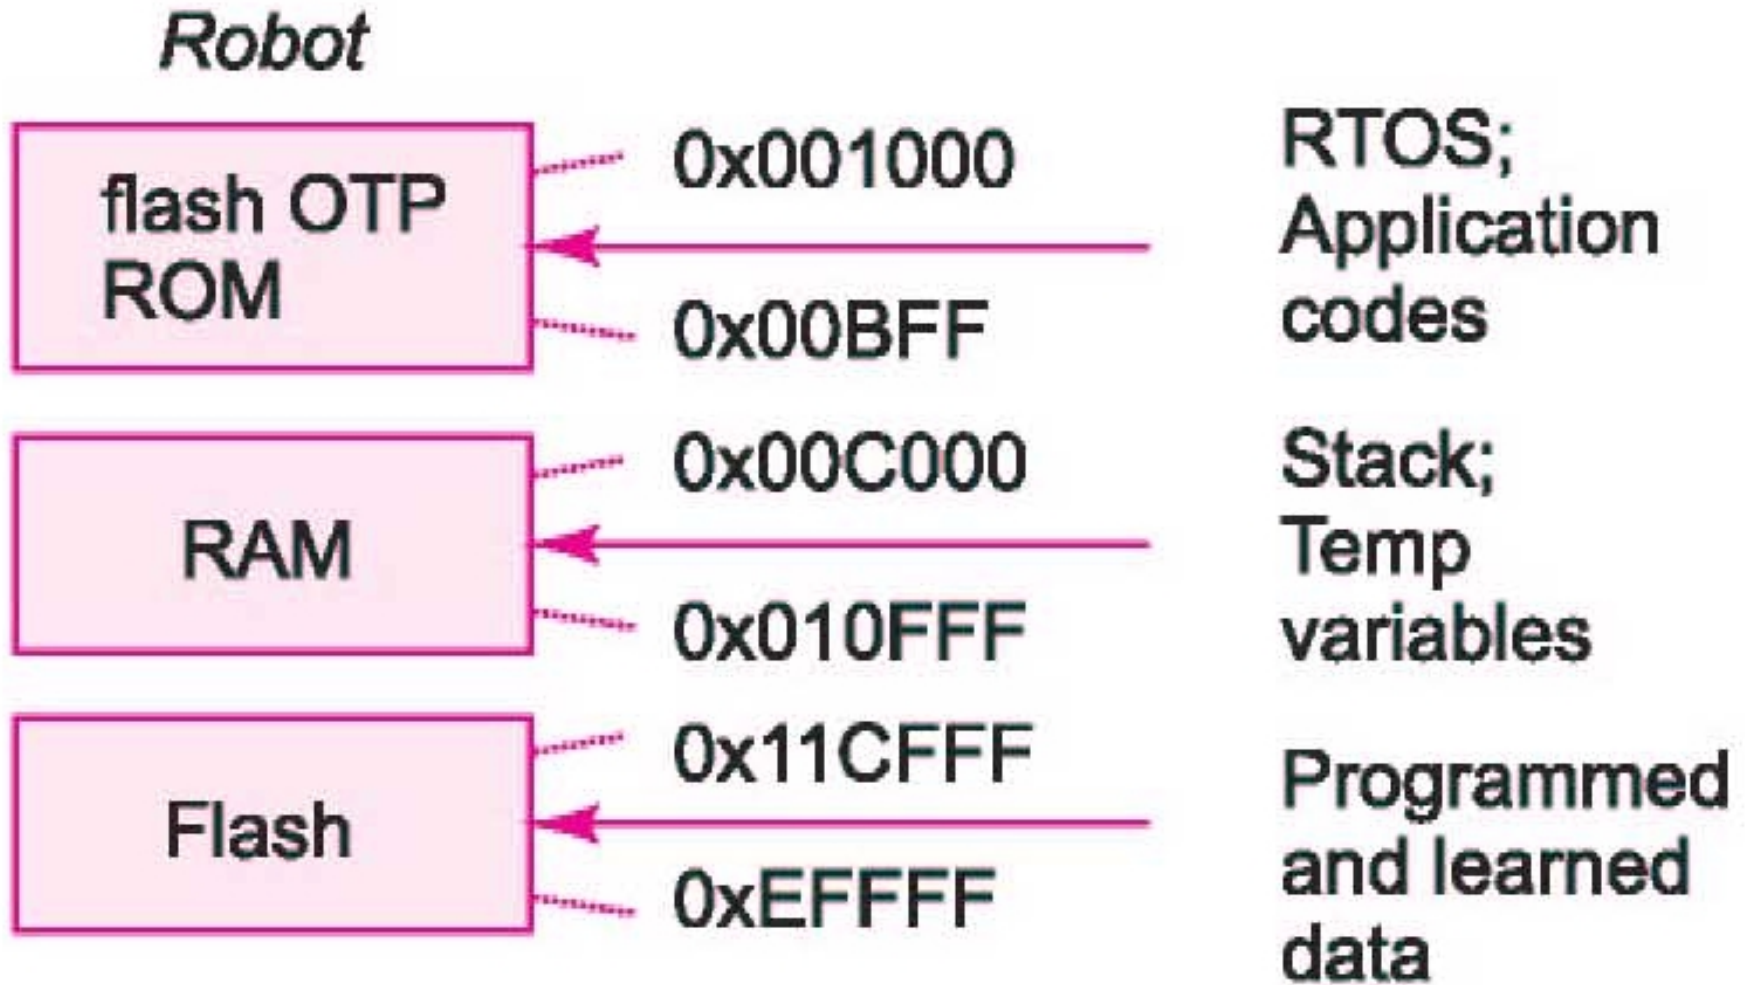 Robot
flash OTP
ROM
0x001000
0x00BFF
RTOS;
Application
codes
RAM
0x00C000
0x010FFF
Stack;
Temp
variables
Flash
0x11CFFF
0xEFFFF
Programmed
and learned
data